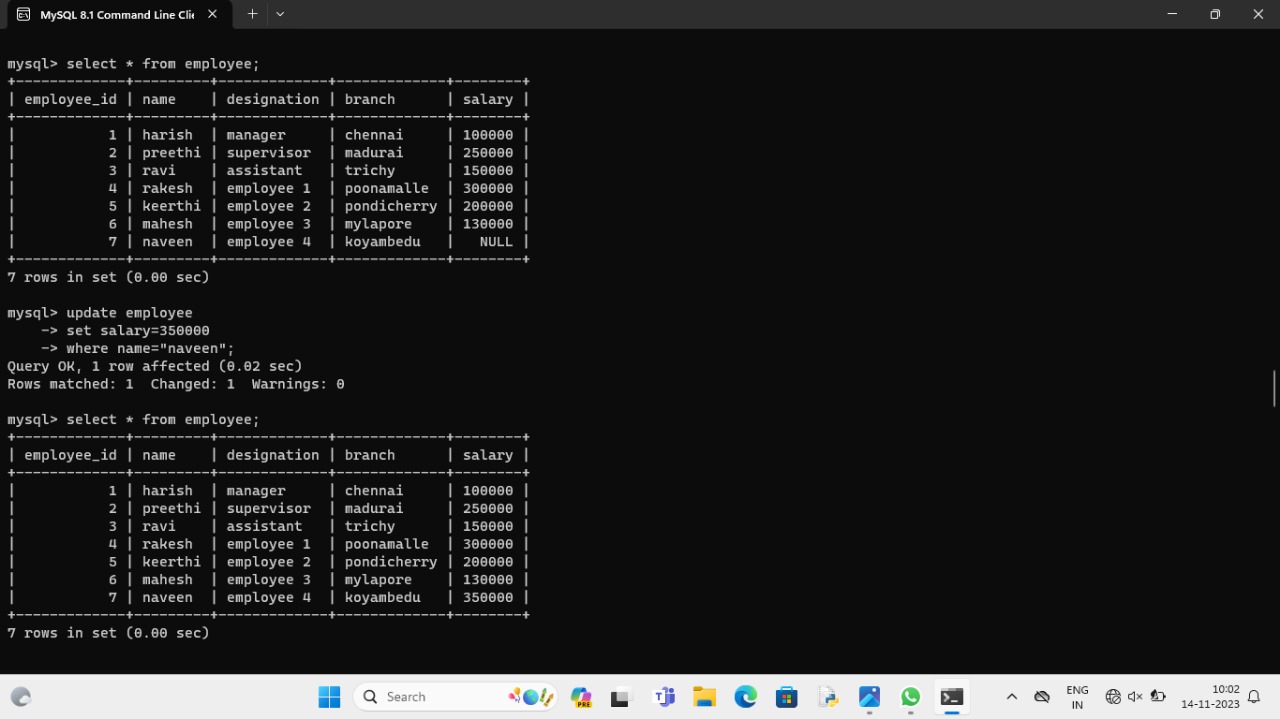 MySQL 8.1 Command Line Clie
mysql> select * from employee;
+-------------+---------+-------------+-------------+--------+
| employee_id | name    | designation | branch      | salary |
+-------------+---------+-------------+-------------+--------+
|           1 | harish  | manager     | chennai     | 100000 |
|           2 | preethi | supervisor  | madurai     | 250000 |
|           3 | ravi    | assistant   | trichy      | 150000 |
|           4 | rakesh  | employee 1  | poonamalle  | 300000 |
|           5 | keerthi | employee 2  | pondicherry | 200000 |
|           6 | mahesh  | employee 3  | mylapore    | 130000 |
|           7 | naveen  | employee 4  | koyambedu   |   NULL |
+-------------+---------+-------------+-------------+--------+
7 rows in set (0.00 sec)
mysql> update employee
    -> set salary=350000
    -> where name="naveen";
Query OK, 1 row affected (0.02 sec)
Rows matched: 1  Changed: 1  Warnings: 0
mysql> select * from employee;
+-------------+---------+-------------+-------------+--------+
| employee_id | name    | designation | branch      | salary |
+-------------+---------+-------------+-------------+--------+
|           1 | harish  | manager     | chennai     | 100000 |
|           2 | preethi | supervisor  | madurai     | 250000 |
|           3 | ravi    | assistant   | trichy      | 150000 |
|           4 | rakesh  | employee 1  | poonamalle  | 300000 |
|           5 | keerthi | employee 2  | pondicherry | 200000 |
|           6 | mahesh  | employee 3  | mylapore    | 130000 |
|           7 | naveen  | employee 4  | koyambedu   | 350000 |
+-------------+---------+-------------+-------------+--------+
7 rows in set (0.00 sec)
Search
PRE
ENG
IN
10:02
14-11-2023